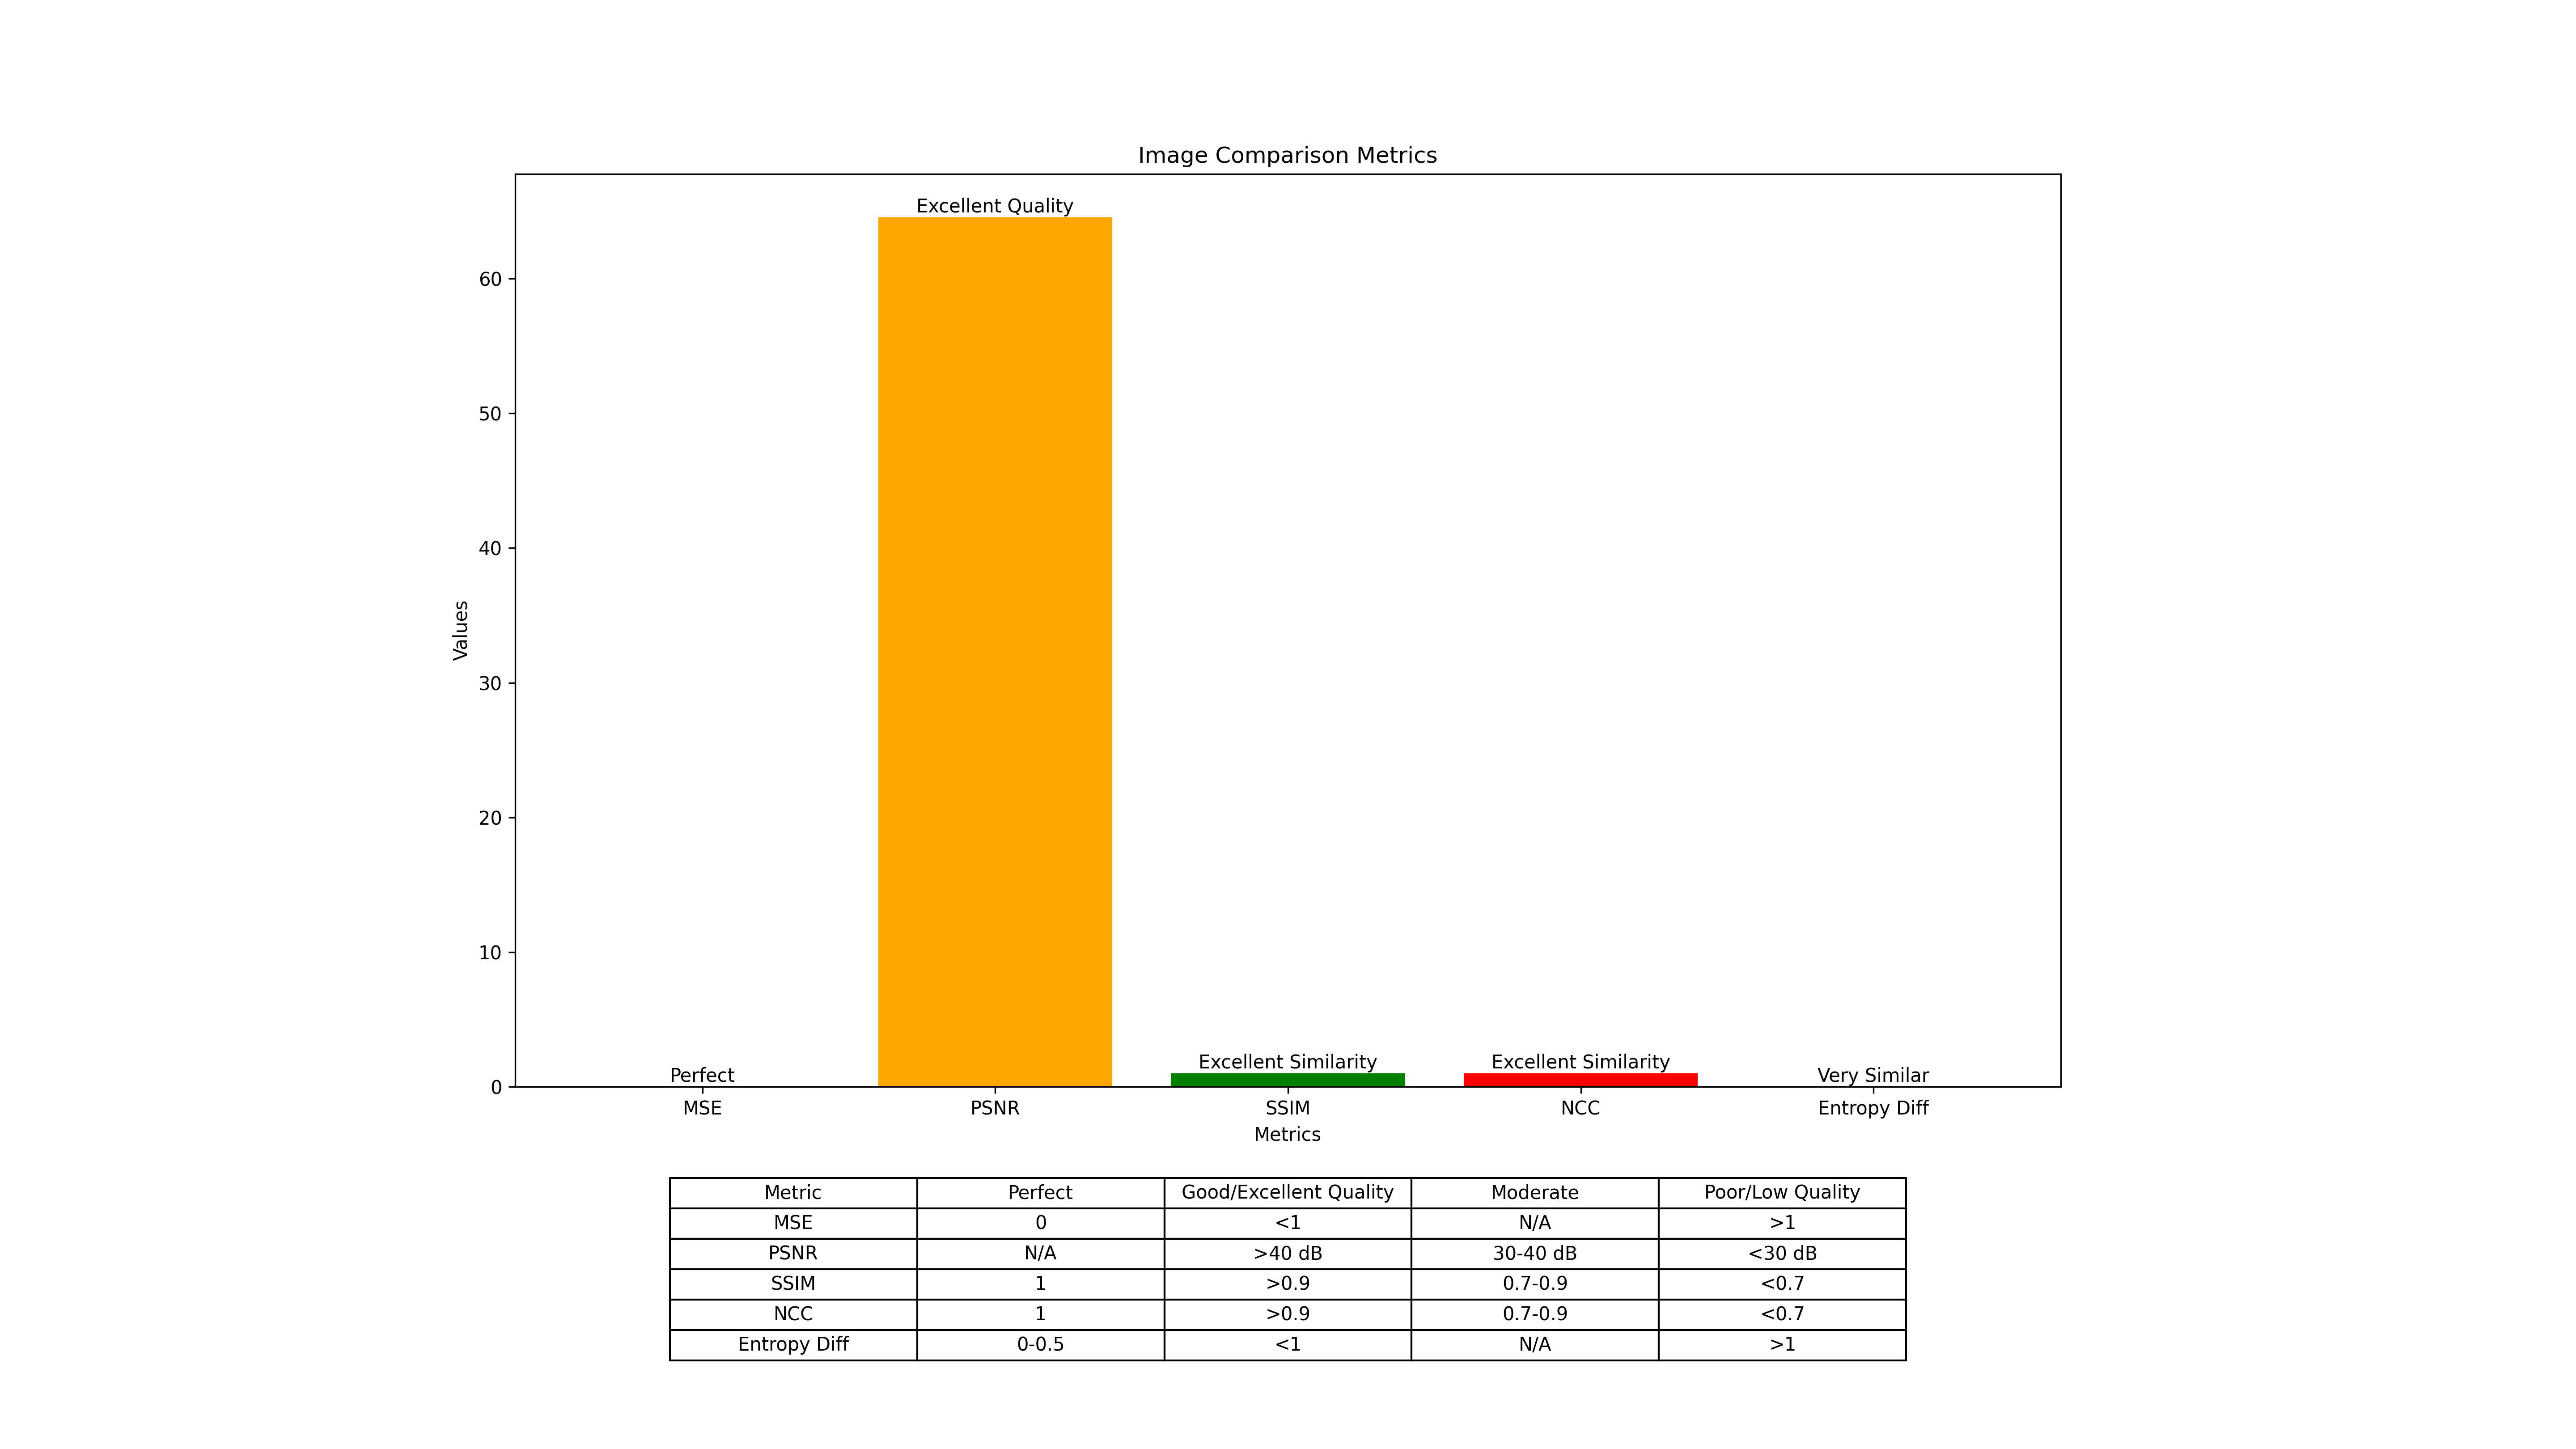 Image Comparison Metrics
Excellent Quality
60
50
40
Values
30
20
10
Excellent Similarity
Excellent Similarity
Perfect
Very Similar
0
MSE
PSNR
SSIM
NCC
Entropy Diff
Metrics
Metric Perfect Good/Excellent Quality Moderate Poor/Low Quality
MSE 0 <1 N/A >1
PSNR N/A >40 dB 30-40 dB <30 dB
SSIM 1 >0.9 0.7-0.9 <0.7
NCC 1 >0.9 0.7-0.9 <0.7
Entropy Diff 0-0.5 <1 N/A >1